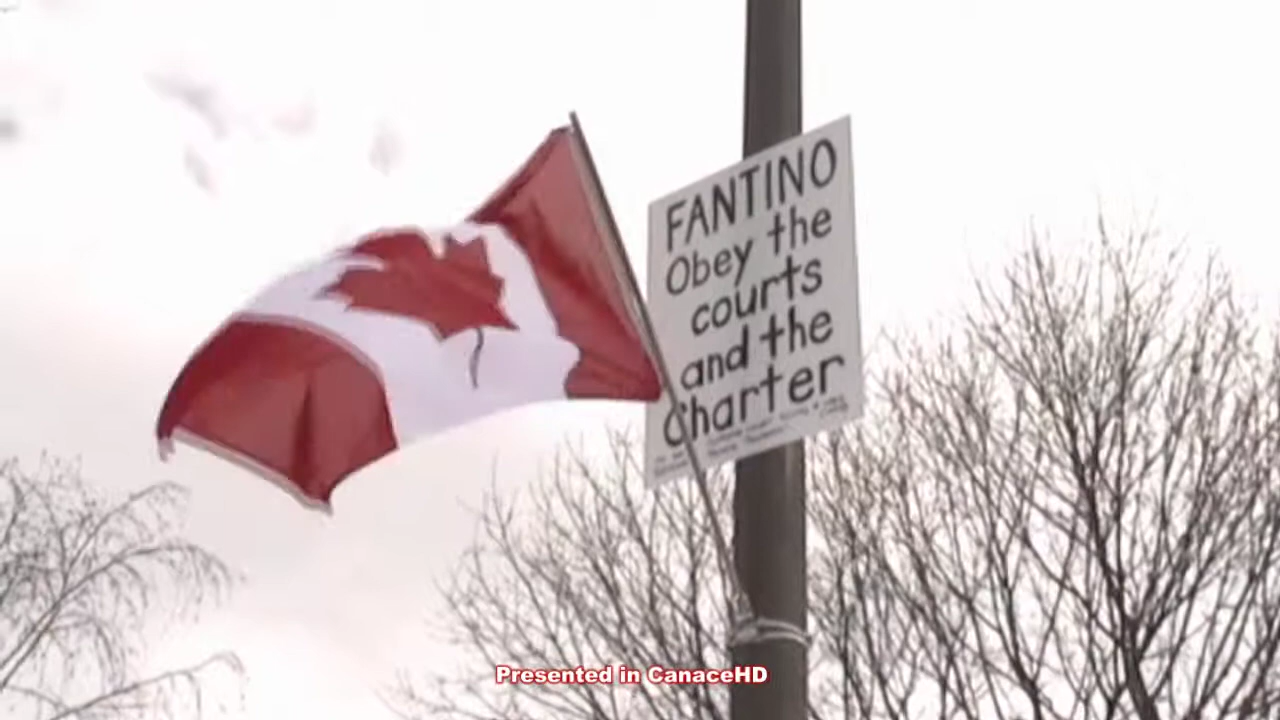 FANTINO
Obey the
courts
and the
Charter
Presented in CanaceHD